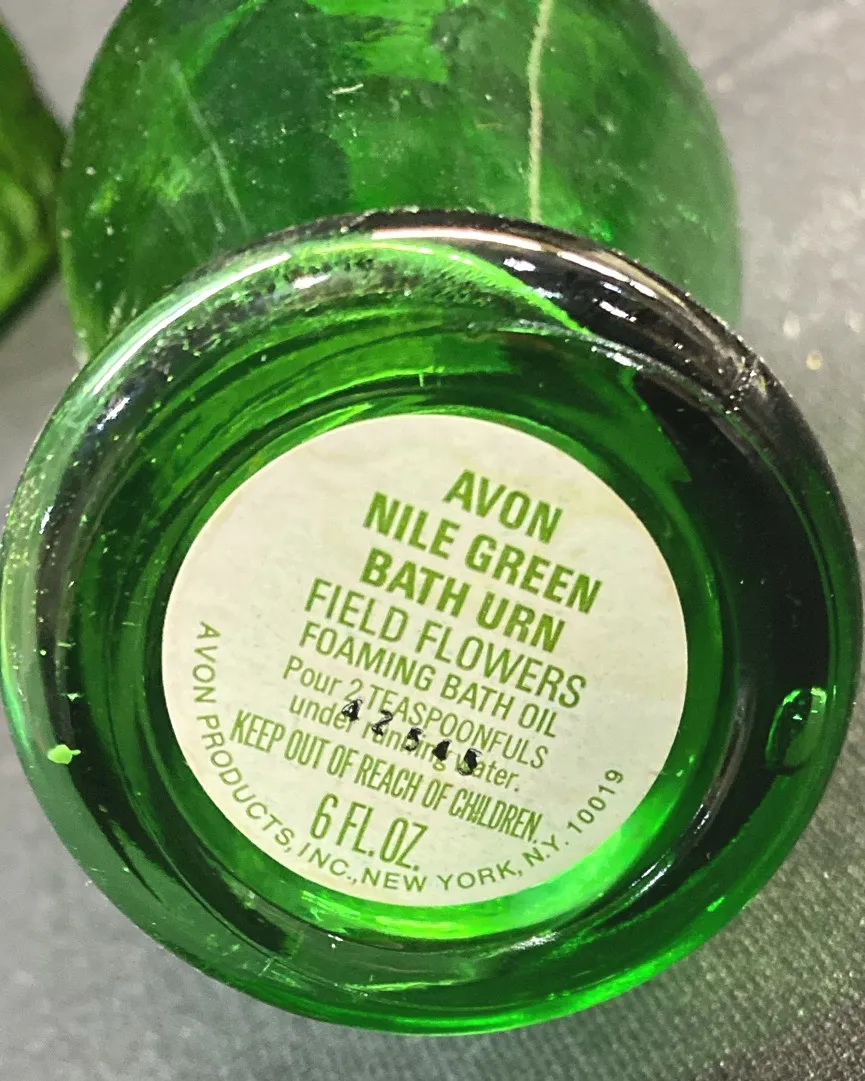 AVON
NILE GREEN
BATH URN
FIELD FLOWERS
FOAMING BATH OIL
Pour 2 TEASPOONFULS
under running water.
42545
KEEP OUT OF REACH OF CHILDREN.
6 FL. OZ.
AVON PRODUCTS, INC., NEW YORK, N.Y. 10019